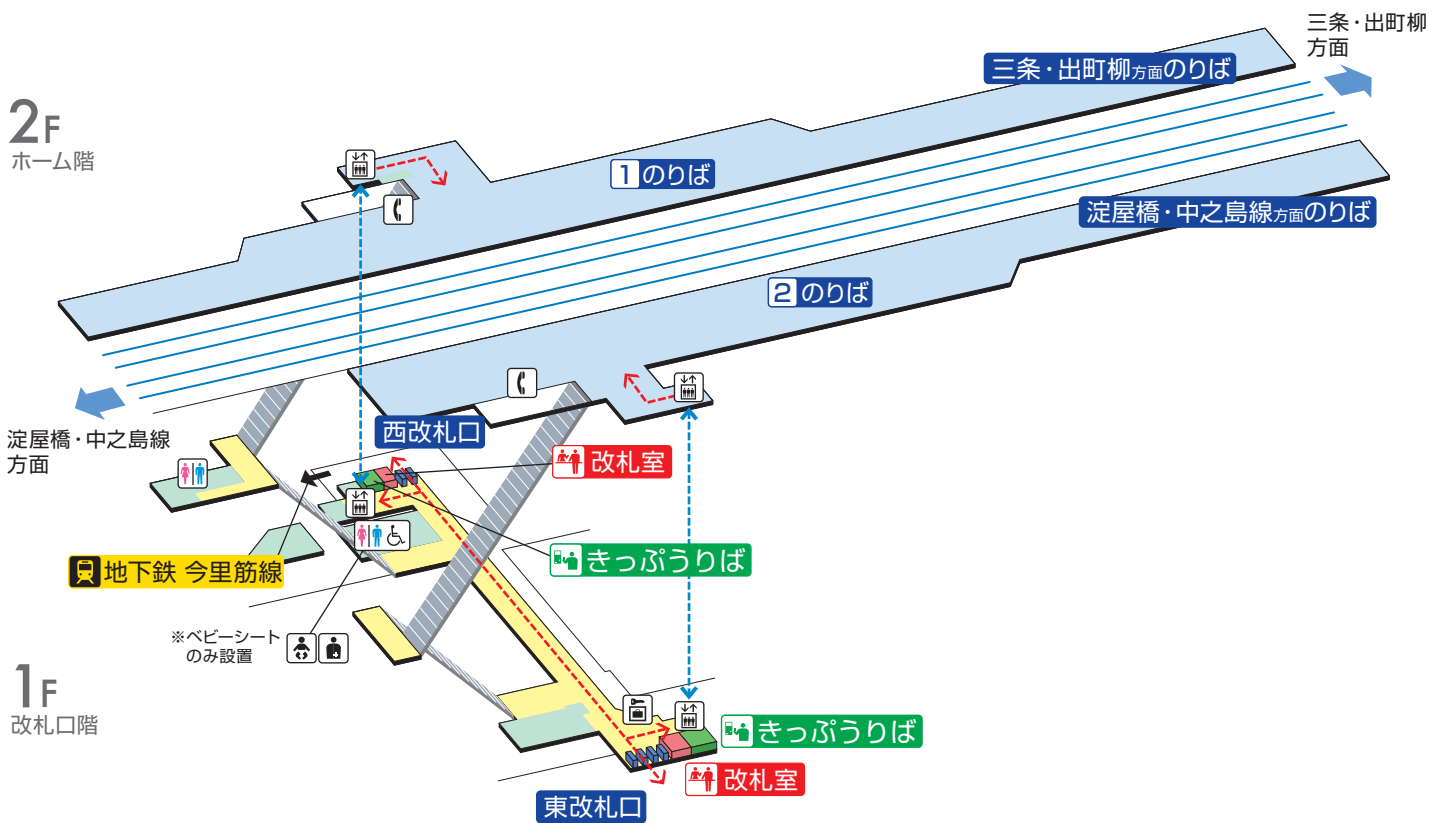 三条・出町柳
方面
三条・出町柳方面のりば
2F
ホーム階
1 のりば
淀屋橋・中之島線方面のりば
2 のりば
淀屋橋・中之島線
方面
西改札口
改札室
きっぷうりば
地下鉄 今里筋線
※ベビーシート
のみ設置
1F
改札口階
きっぷうりば
改札室
東改札口